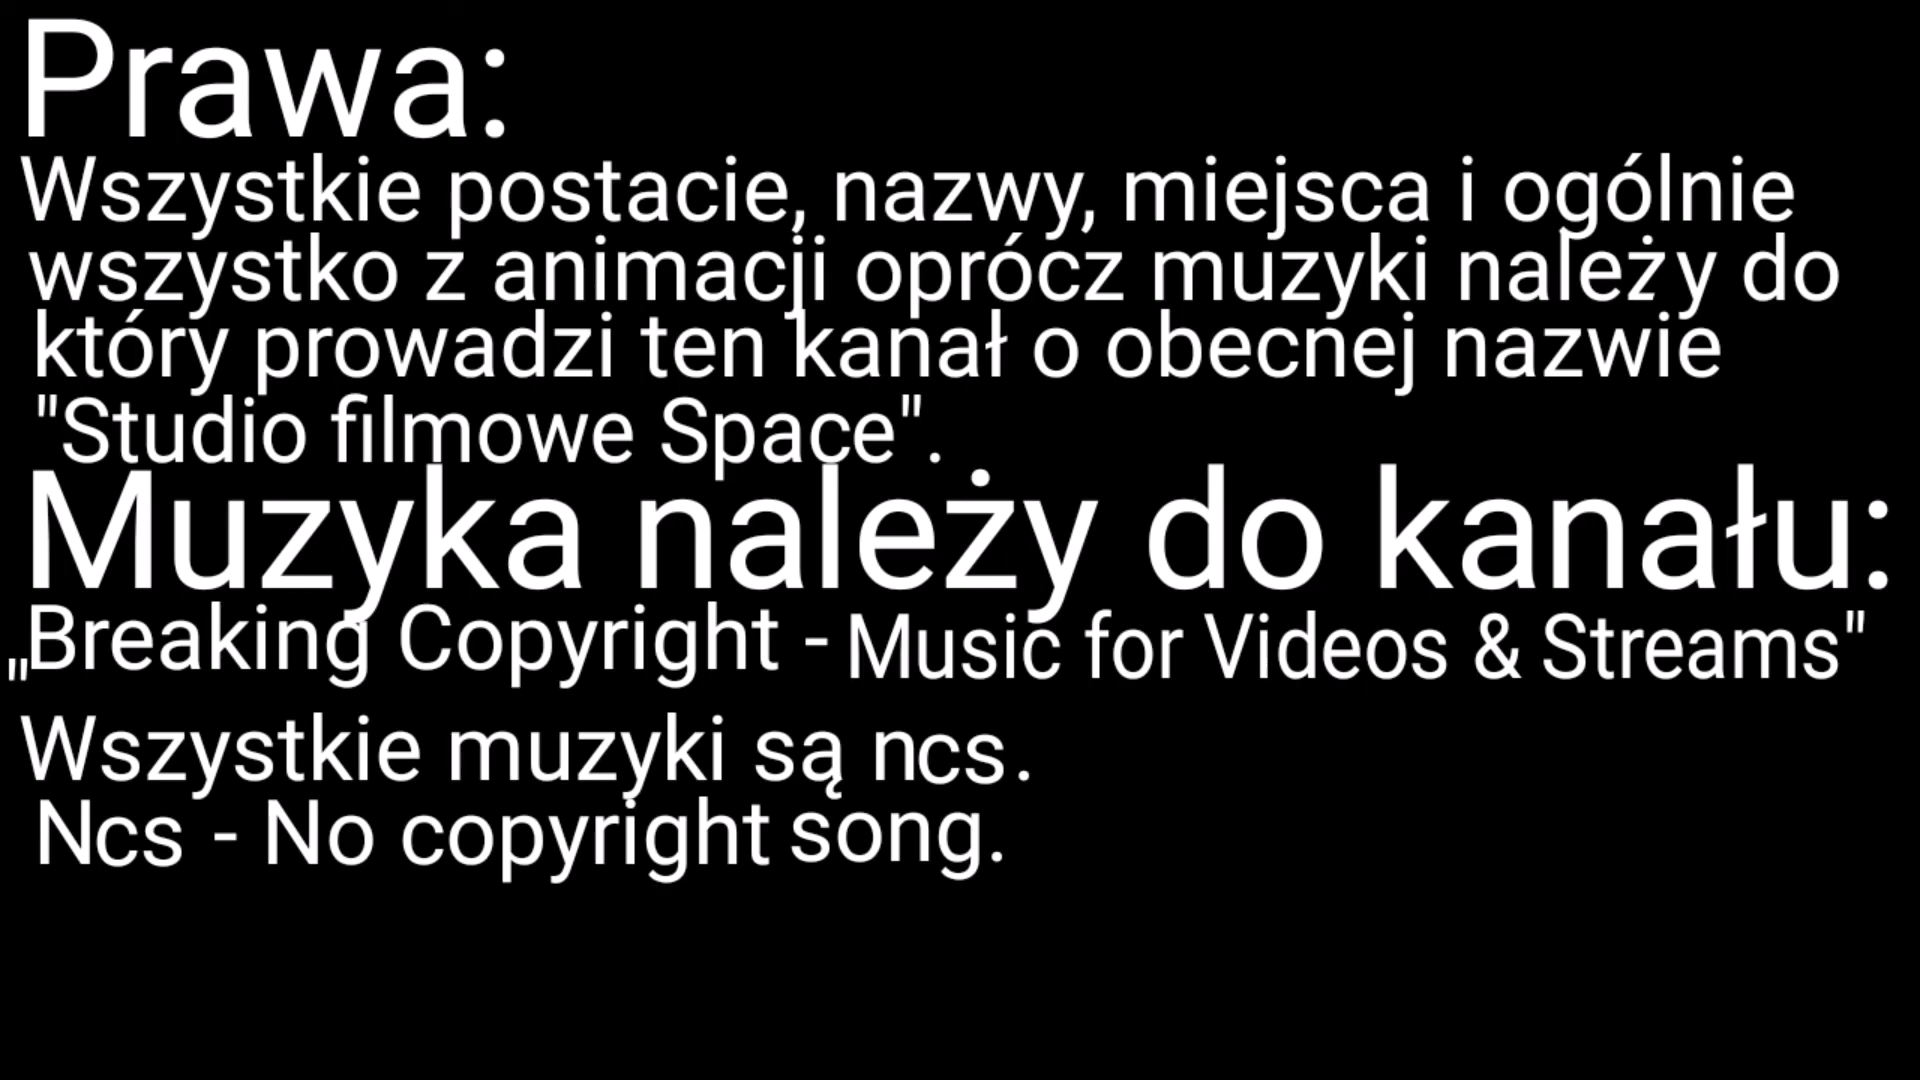 Prawa:
Wszystkie postacie, nazwy, miejsca i ogólnie
wszystko z animacji oprócz muzyki należy do
który prowadzi ten kanał o obecnej nazwie
"Studio filmowe Space".
Muzyka należy do kanału:
„Breaking Copyright - Music for Videos & Streams"
Wszystkie muzyki są ncs.
Ncs - No copyright song.